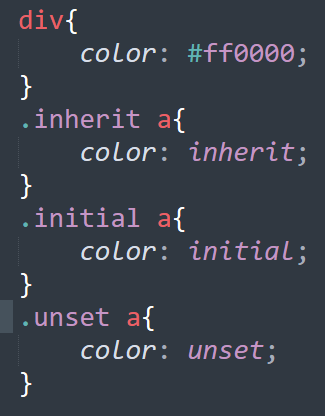 div{
    color: #ff0000;
}
.inherit a{
    color: inherit;
}
.initial a{
    color: initial;
}
.unset a{
    color: unset;
}